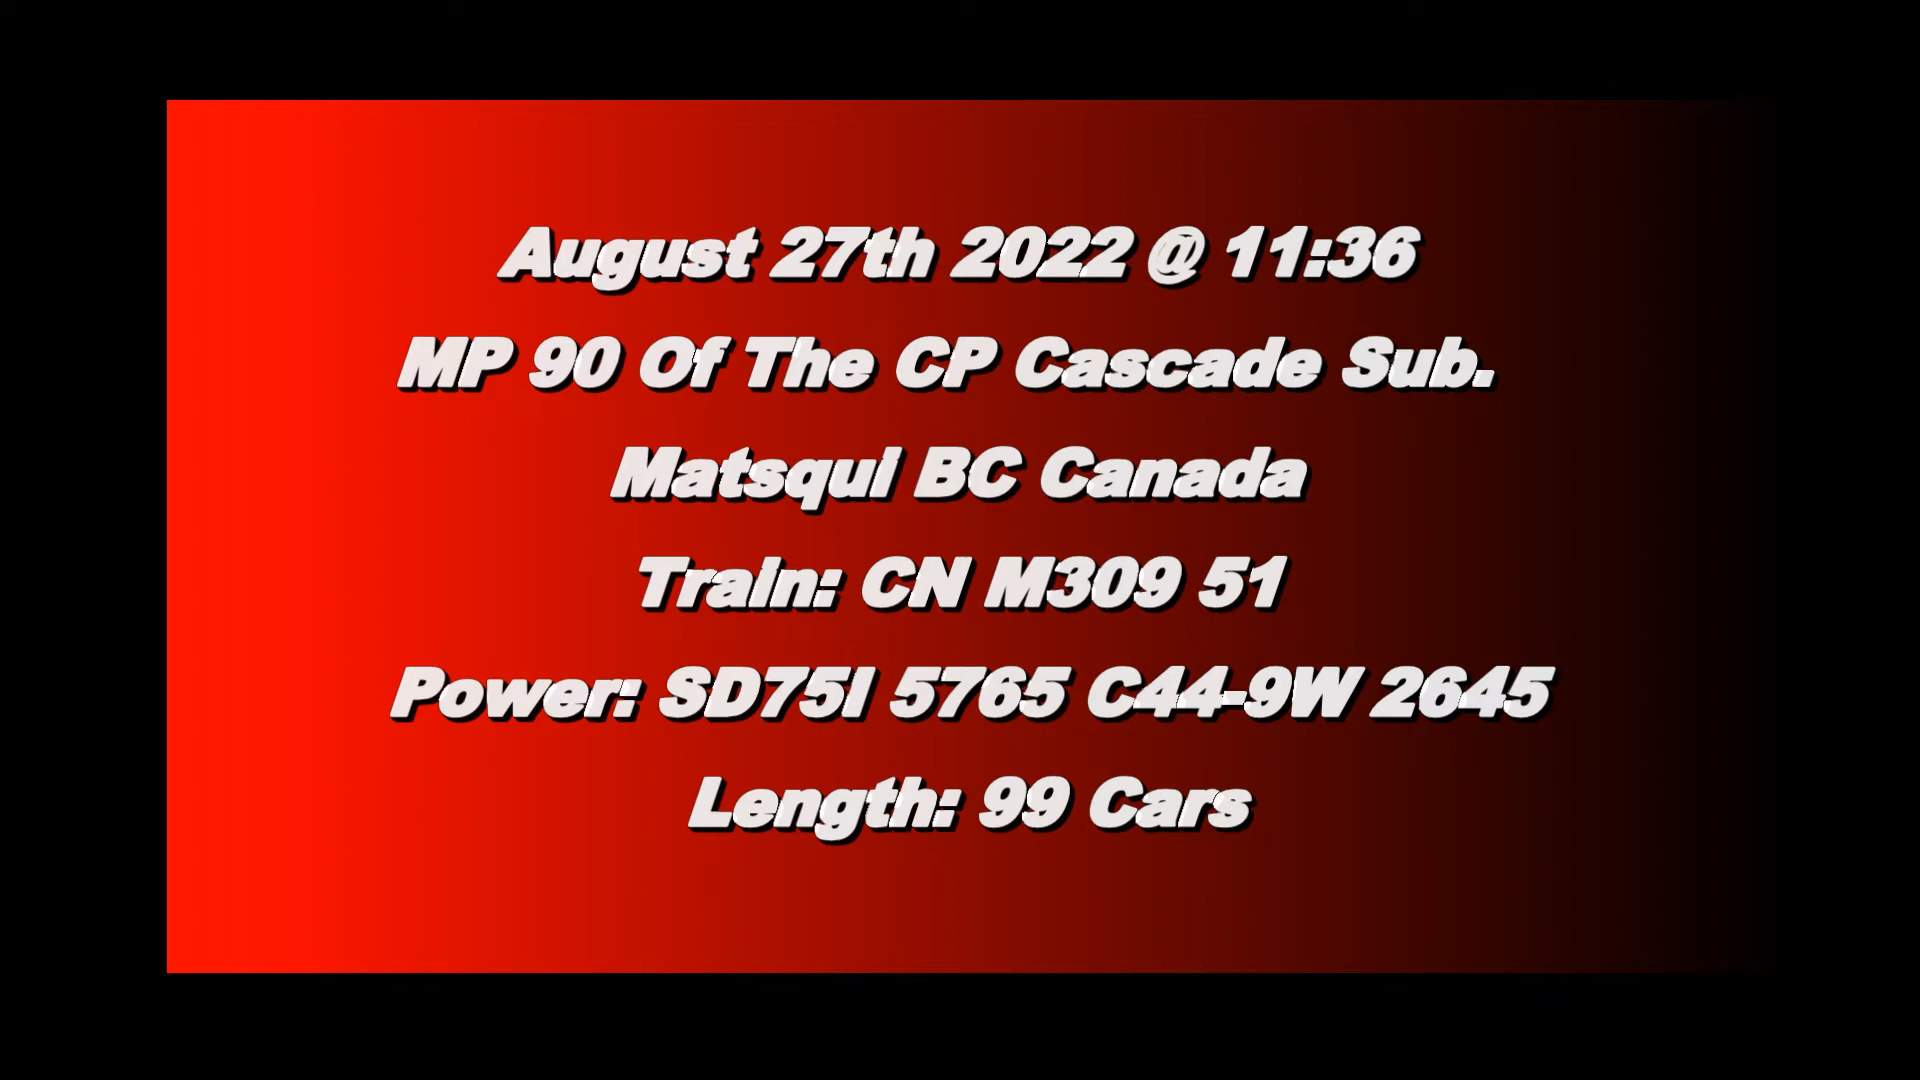 August 27th 2022 @ 11:36
MP 90 Of The CP Cascade Sub.
Matsqui BC Canada
Train: CN M309 51
Power: SD75I 5765 C44-9W 2645
Length: 99 Cars